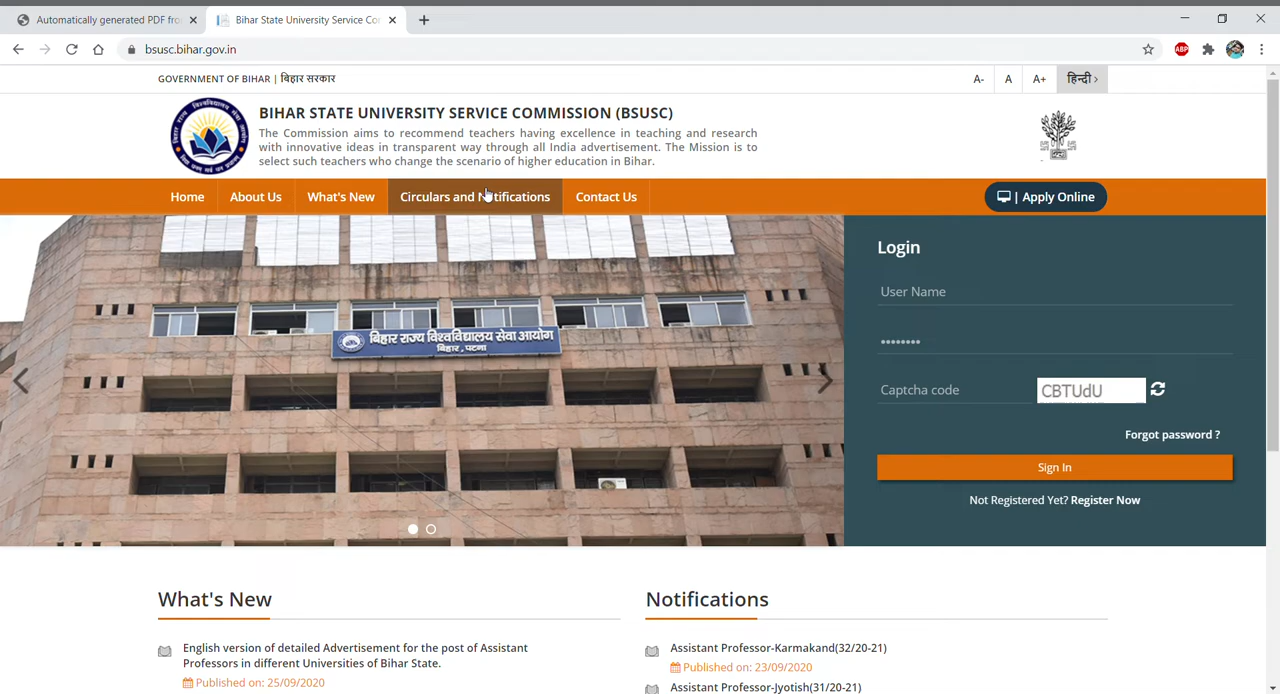 Automatically generated PDF fro
Bihar State University Service Co
bsusc.bihar.gov.in
ABP
GOVERNMENT OF BIHAR | बिहार सरकार
A-
A
A+
हिन्दी ›
BIHAR STATE UNIVERSITY SERVICE COMMISSION (BSUSC)
The Commission aims to recommend teachers having excellence in teaching and research
with innovative ideas in transparent way through all India advertisement. The Mission is to
select such teachers who change the scenario of higher education in Bihar.
Home
About Us
What's New
Circulars and Notifications
Contact Us
| Apply Online
बिहार राज्य विश्वविद्यालय सेवा आयोग
बिहार, पटना
Login
User Name
••••••••
Captcha code
CBTUdU
Forgot password ?
Sign In
Not Registered Yet? Register Now
What's New
English version of detailed Advertisement for the post of Assistant
Professors in different Universities of Bihar State.
Published on: 25/09/2020
Notifications
Assistant Professor-Karmakand(32/20-21)
Published on: 23/09/2020
Assistant Professor-Jyotish(31/20-21)